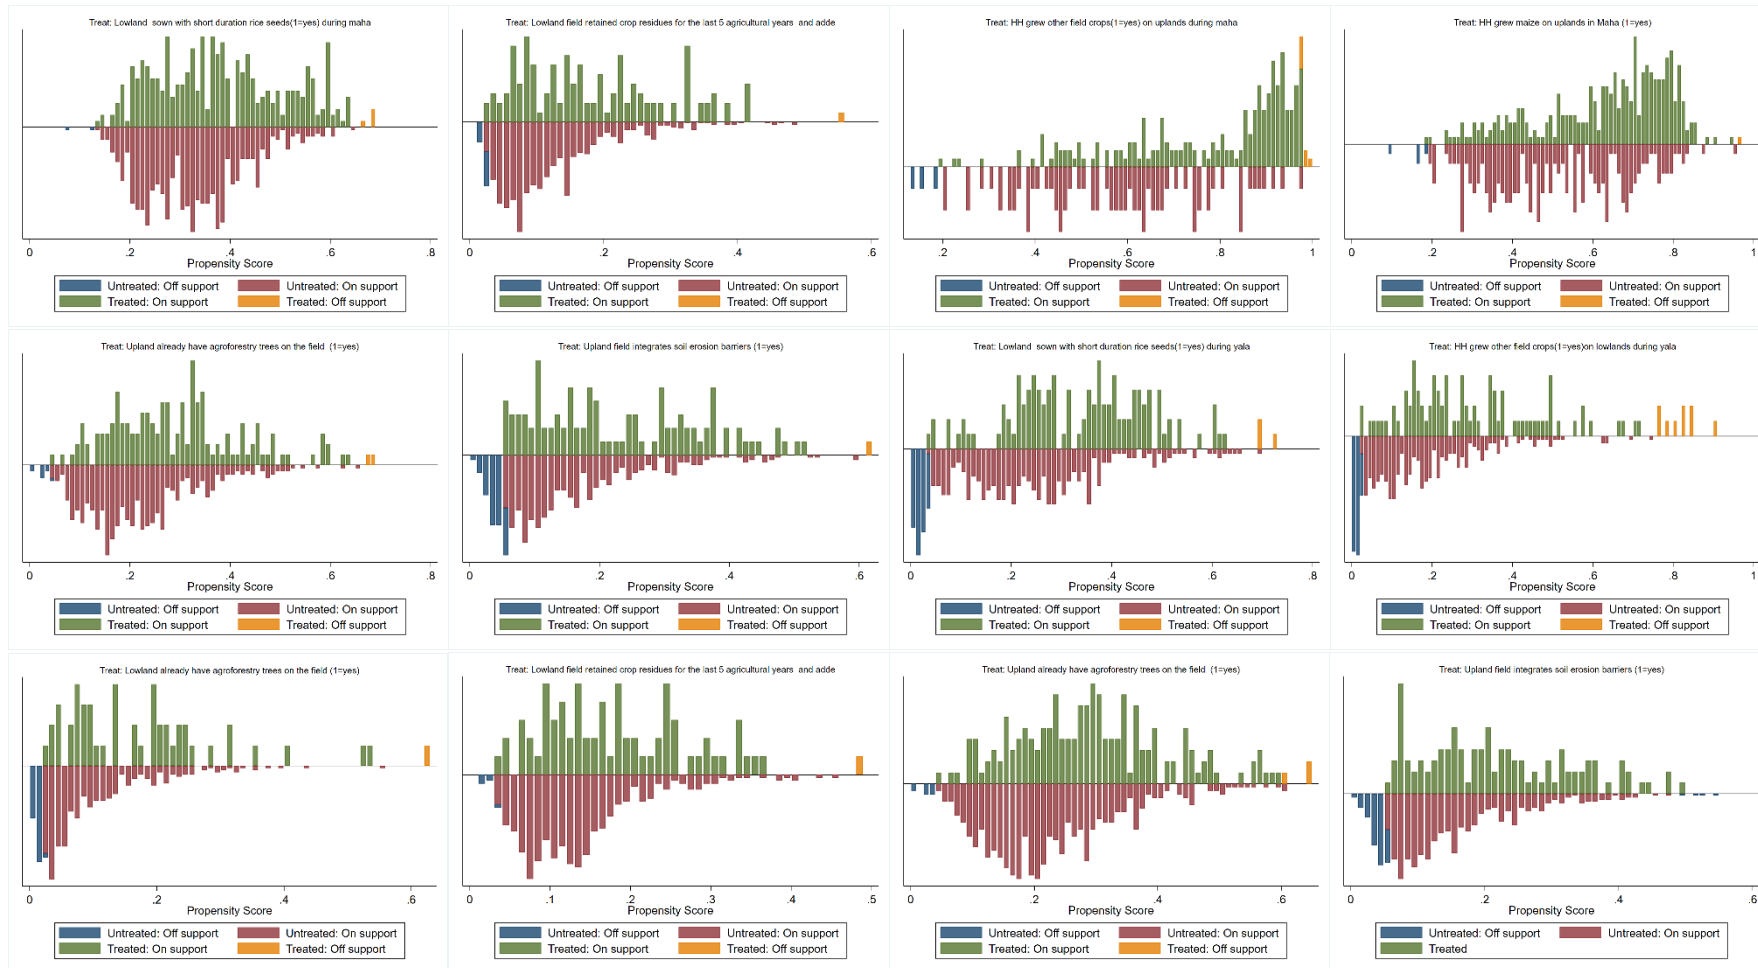 Treat: Lowland sown with short duration rice seeds(1=yes) during maha
0 .2 .4 .6 .8
Propensity Score
Untreated: Off support Untreated: On support
Treated: On support Treated: Off support
Treat: Lowland field retained crop residues for the last 5 agricultural years and adde
0 .2 .4 .6
Propensity Score
Untreated: Off support Untreated: On support
Treated: On support Treated: Off support
Treat: HH grew other field crops(1=yes) on uplands during maha
.2 .4 .6 .8 1
Propensity Score
Untreated: Off support Untreated: On support
Treated: On support Treated: Off support
Treat: HH grew maize on uplands in Maha (1=yes)
0 .2 .4 .6 .8 1
Propensity Score
Untreated: Off support Untreated: On support
Treated: On support Treated: Off support
Treat: Upland already have agroforestry trees on the field (1=yes)
0 .2 .4 .6 .8
Propensity Score
Untreated: Off support Untreated: On support
Treated: On support Treated: Off support
Treat: Upland field integrates soil erosion barriers (1=yes)
0 .2 .4 .6
Propensity Score
Untreated: Off support Untreated: On support
Treated: On support Treated: Off support
Treat: Lowland sown with short duration rice seeds(1=yes) during yala
0 .2 .4 .6 .8
Propensity Score
Untreated: Off support Untreated: On support
Treated: On support Treated: Off support
Treat: HH grew other field crops(1=yes)on lowlands during yala
0 .2 .4 .6 .8 1
Propensity Score
Untreated: Off support Untreated: On support
Treated: On support Treated: Off support
Treat: Lowland already have agroforestry trees on the field (1=yes)
0 .2 .4 .6
Propensity Score
Untreated: Off support Untreated: On support
Treated: On support Treated: Off support
Treat: Lowland field retained crop residues for the last 5 agricultural years and adde
0 .1 .2 .3 .4 .5
Propensity Score
Untreated: Off support Untreated: On support
Treated: On support Treated: Off support
Treat: Upland already have agroforestry trees on the field (1=yes)
0 .2 .4 .6
Propensity Score
Untreated: Off support Untreated: On support
Treated: On support Treated: Off support
Treat: Upland field integrates soil erosion barriers (1=yes)
0 .2 .4 .6
Propensity Score
Untreated: Off support Untreated: On support
Treated